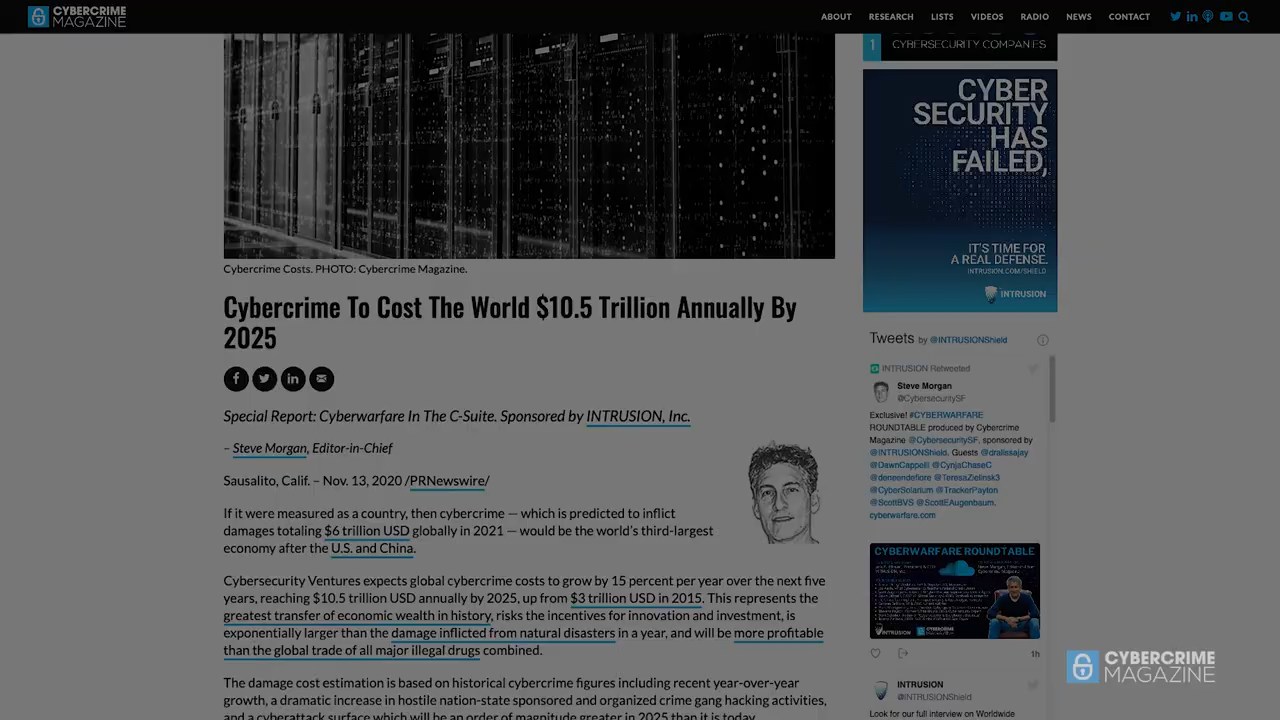 CYBERCRIME
MAGAZINE
ABOUT RESEARCH LISTS VIDEOS RADIO NEWS CONTACT
1 CYBERSECURITY COMPANIES
CYBER
SECURITY
HAS
FAILED,
IT'S TIME FOR
A REAL DEFENSE.
INTRUSION.COM/SHIELD
INTRUSION
Cybercrime Costs. PHOTO: Cybercrime Magazine.
Cybercrime To Cost The World $10.5 Trillion Annually By
2025
Special Report: Cyberwarfare In The C-Suite. Sponsored by INTRUSION, Inc.
– Steve Morgan, Editor-in-Chief
Sausalito, Calif. – Nov. 13, 2020 /PRNewswire/
If it were measured as a country, then cybercrime — which is predicted to inflict
damages totaling $6 trillion USD globally in 2021 — would be the world's third-largest
economy after the U.S. and China.
Cybersecurity Ventures expects global cybercrime costs to grow by 15 percent per year over the next five
years, reaching $10.5 trillion USD annually by 2025, up from $3 trillion USD in 2015. This represents the
greatest transfer of economic wealth in history, risks the incentives for innovation and investment, is
exponentially larger than the damage inflicted from natural disasters in a year, and will be more profitable
than the global trade of all major illegal drugs combined.
The damage cost estimation is based on historical cybercrime figures including recent year-over-year
growth, a dramatic increase in hostile nation-state sponsored and organized crime gang hacking activities,
and a cyberattack surface which will be an order of magnitude greater in 2025 than it is today.
Tweets by @INTRUSIONShield
INTRUSION Retweeted
Steve Morgan
@CybersecuritySF
Exclusive! #CYBERWARFARE
ROUNDTABLE produced by Cybercrime
Magazine @CybersecuritySF, sponsored by
@INTRUSIONShield. Guests @dralissajay
@DawnCappelli @CynjaChaseC
@deneendefiore @TeresaZielinsk3
@CyberSolarium @TrackerPayton
@ScottBVS @ScottEAugenbaum.
cyberwarfare.com
CYBERWARFARE ROUNDTABLE
INTRUSION
1h
INTRUSION
@INTRUSIONShield
Look for our full interview on Worldwide
CYBERCRIME
MAGAZINE